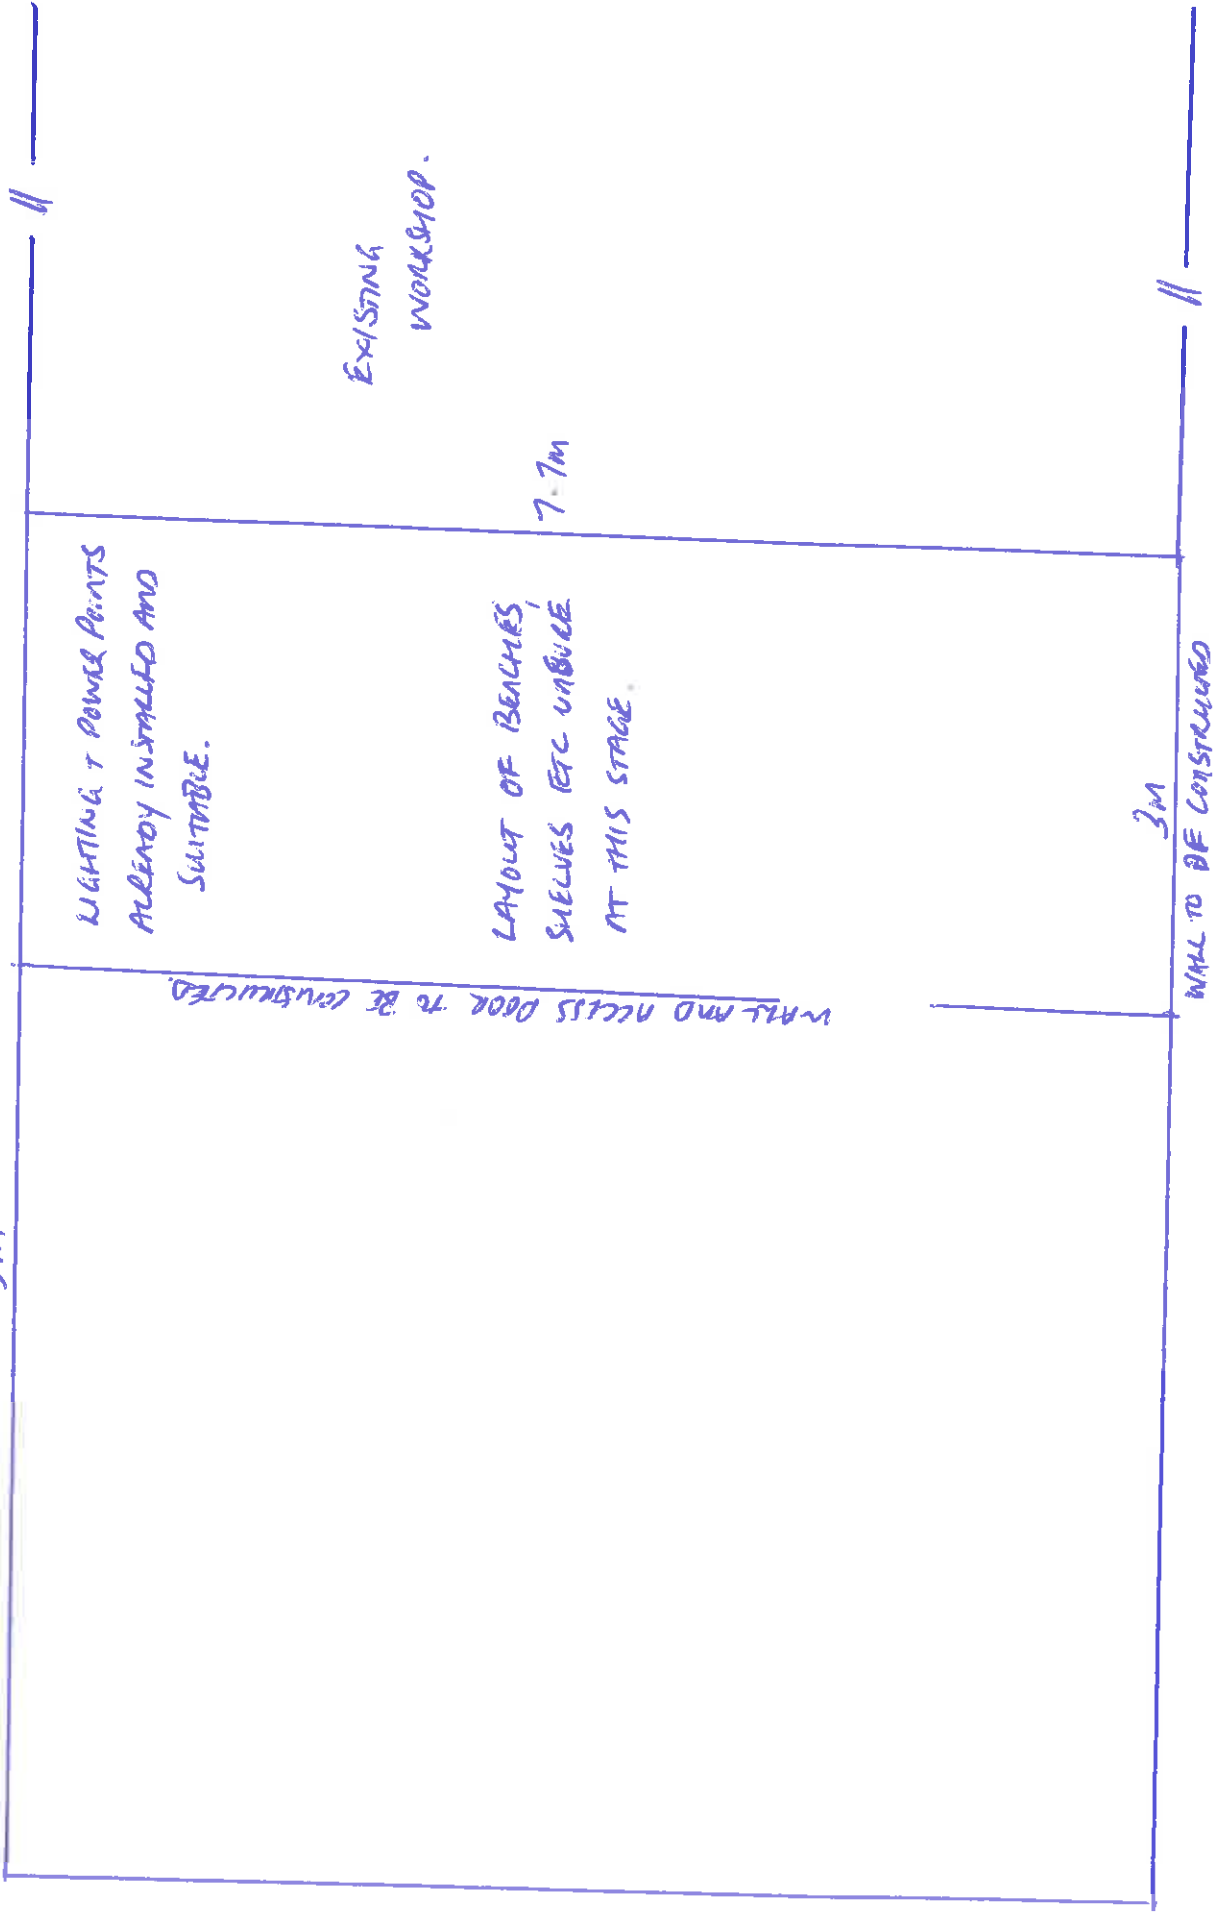 LIGHTING + POWER POINTS
ALREADY INSTALLED AND
SUITABLE.
LAYOUT OF BENCHES,
SHELVES ETC UNSURE
AT THIS STAGE.
7.7M
EXISTING
WORKSHOP.
WALL AND ACCESS DOOR TO BE CONSTRUCTED.
3M
WALL TO BE CONSTRUCTED